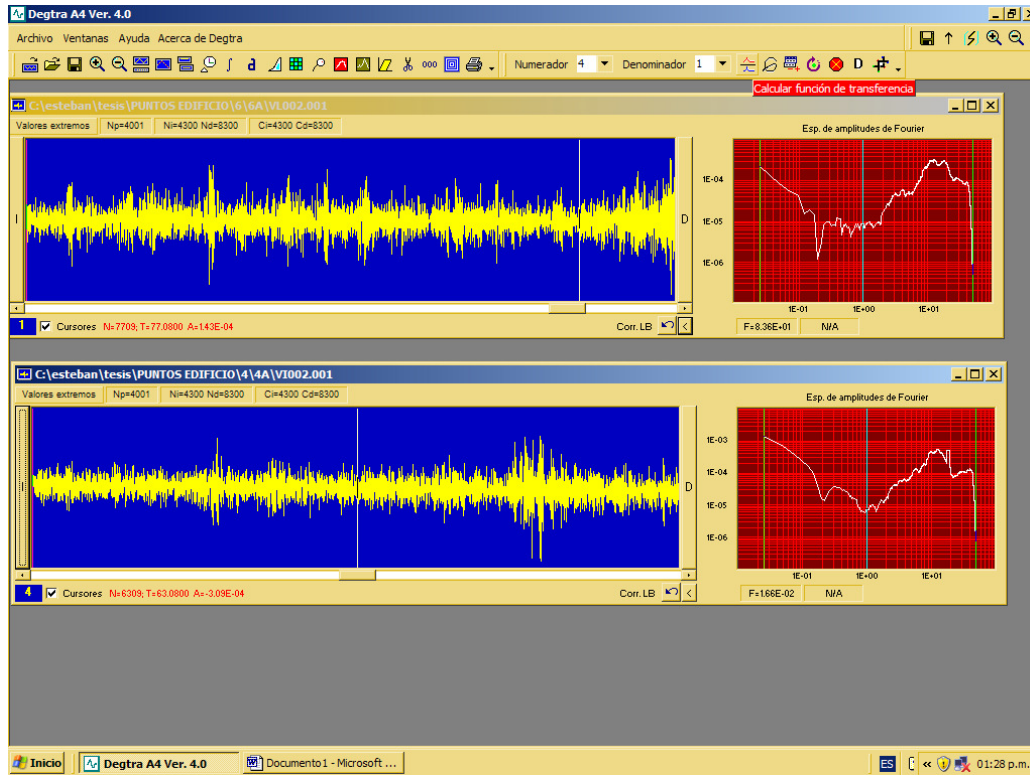 Degtra A4 Ver. 4.0
Archivo Ventanas Ayuda Acerca de Degtra
Numerador 4 Denominador 1
Calcular función de transferencia
C:\esteban\tesis\PUNTOS EDIFICIO\6\6A\VL002.001
Valores extremos Np=4001 Ni=4300 Nd=8300 Ci=4300 Cd=8300
Esp. de amplitudes de Fourier
I
D
1E-04
1E-05
1E-06
1E-01 1E+00 1E+01
1 Cursores N=7709; T=77.0800 A=1.43E-04 Corr. LB <
F=8.36E+01 N/A
C:\esteban\tesis\PUNTOS EDIFICIO\4\4A\VI002.001
Valores extremos Np=4001 Ni=4300 Nd=8300 Ci=4300 Cd=8300
Esp. de amplitudes de Fourier
I
D
1E-03
1E-04
1E-05
1E-06
1E-01 1E+00 1E+01
4 Cursores N=6309; T=63.0800 A=-3.09E-04 Corr. LB <
F=1.66E-02 N/A
Inicio Degtra A4 Ver. 4.0 Documento1 - Microsoft ... ES « 01:28 p.m.